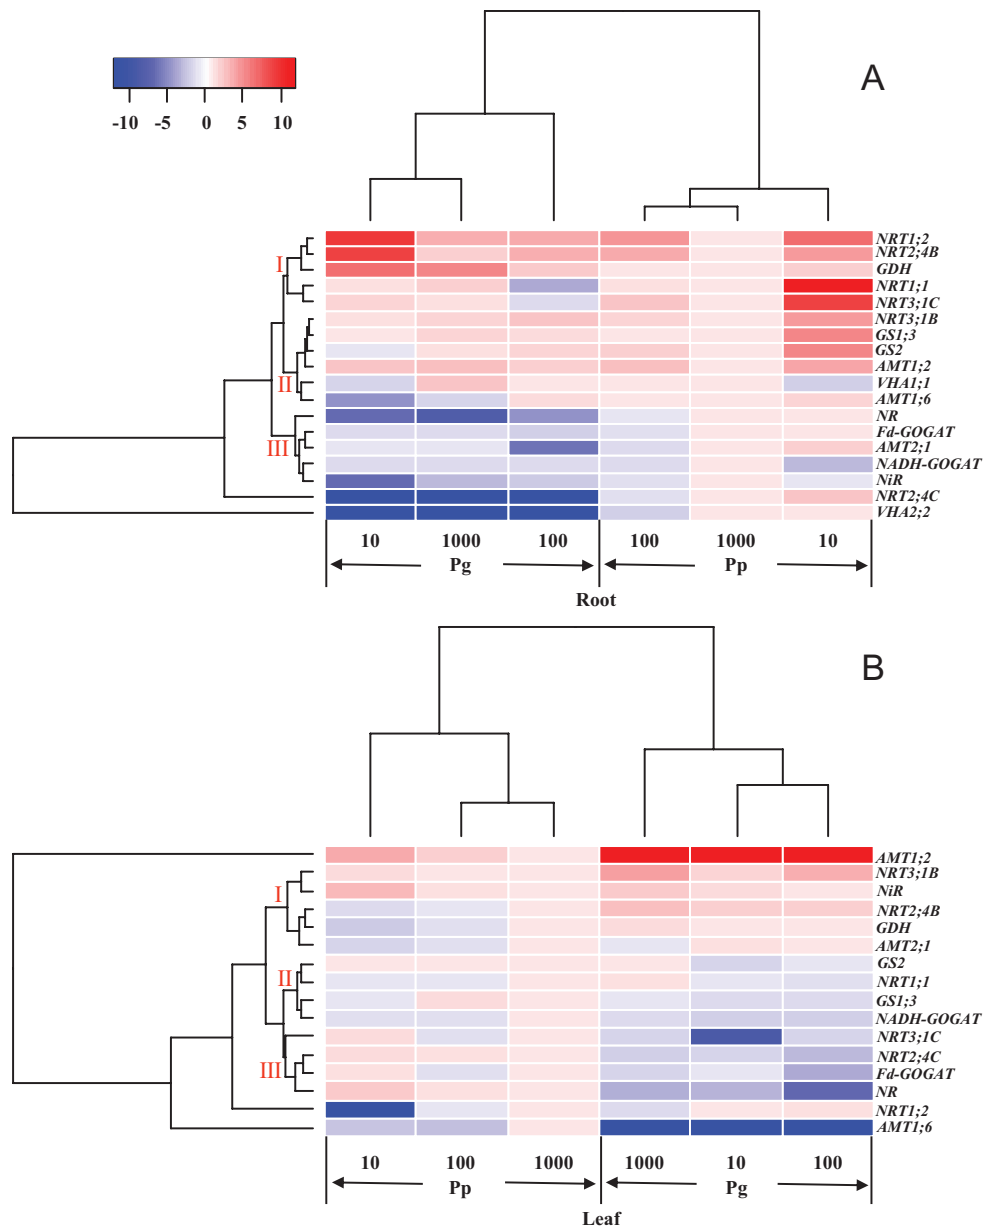 A
-10 -5 0 5 10
NRT1;2
NRT2;4B
I
GDH
NRT1;1
NRT3;1C
NRT3;1B
GS1;3
GS2
AMT1;2
II
VHA1;1
AMT1;6
NR
Fd-GOGAT
III
AMT2;1
NADH-GOGAT
NiR
NRT2;4C
VHA2;2
10 1000 100 100 1000 10
Pg Pp
Root
B
AMT1;2
NRT3;1B
I
NiR
NRT2;4B
GDH
AMT2;1
GS2
II
NRT1;1
GS1;3
NADH-GOGAT
NRT3;1C
NRT2;4C
III
Fd-GOGAT
NR
NRT1;2
AMT1;6
10 100 1000 1000 10 100
Pp Pg
Leaf